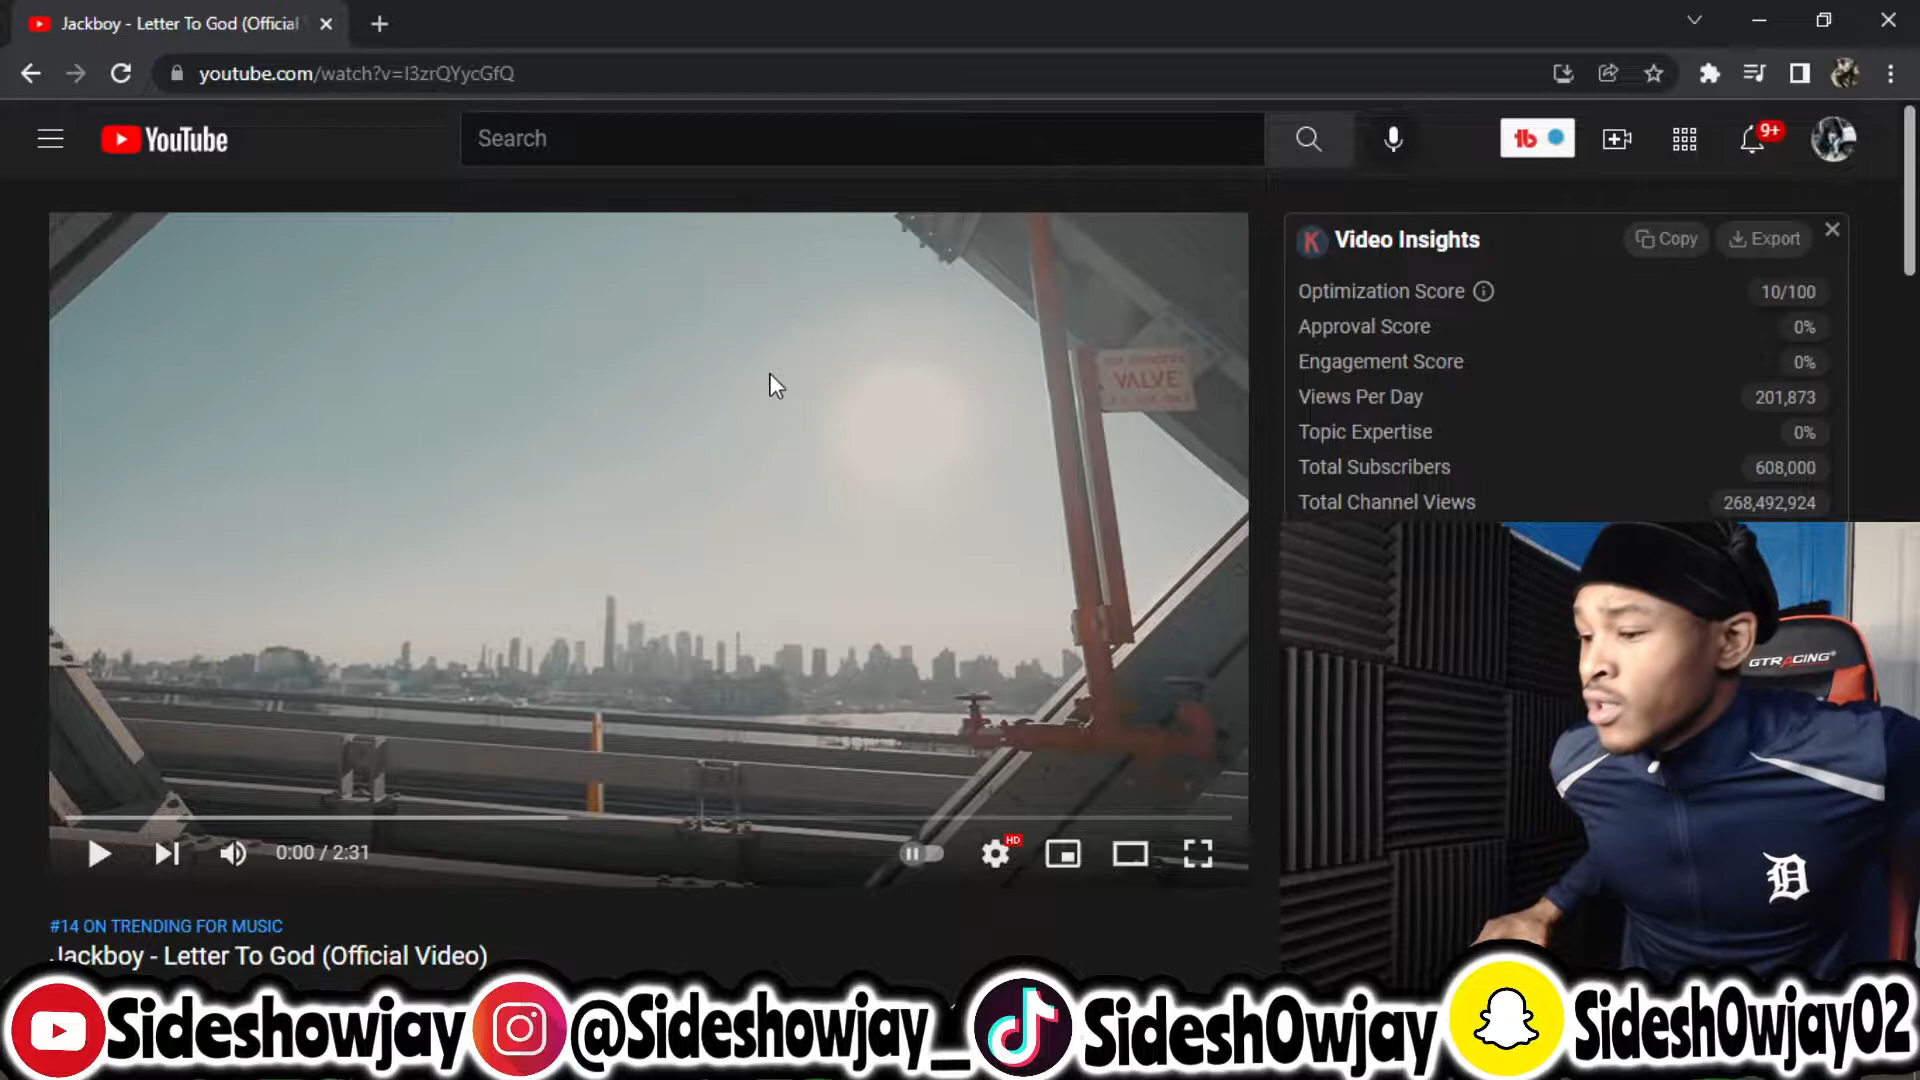 Jackboy - Letter To God (Official
youtube.com/watch?v=I3zrQYycGfQ
YouTube
Search
tb
9+
K Video Insights
Copy
Export
Optimization Score
10/100
Approval Score
0%
Engagement Score
0%
Views Per Day
201,873
Topic Expertise
0%
Total Subscribers
608,000
Total Channel Views
268,492,924
VALVE
GTRACING
D
0:00 / 2:31
HD
#14 ON TRENDING FOR MUSIC
Jackboy - Letter To God (Official Video)
Sideshowjay
@Sideshowjay_
Sidesh0wjay
Sidesh0wjay02